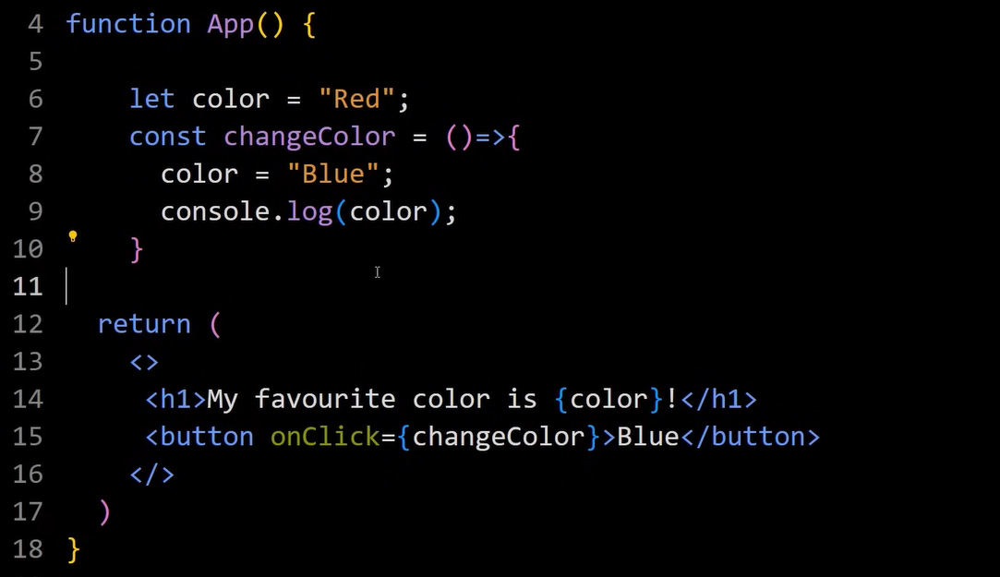 4 function App() {
5
6 let color = "Red";
7 const changeColor = ()=>{
8 color = "Blue";
9 console.log(color);
10 }
11
12 return (
13 <>
14 <h1>My favourite color is {color}!</h1>
15 <button onClick={changeColor}>Blue</button>
16 </>
17 )
18 }